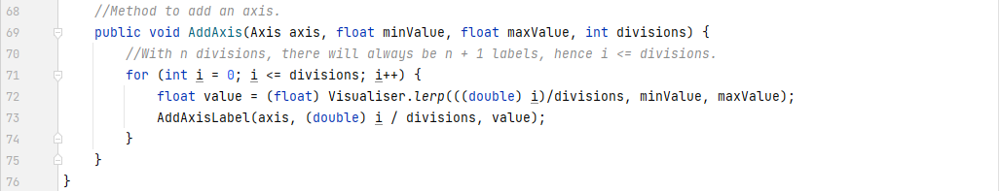 68 //Method to add an axis.
69 public void AddAxis(Axis axis, float minValue, float maxValue, int divisions) {
70 //With n divisions, there will always be n + 1 labels, hence i <= divisions.
71 for (int i = 0; i <= divisions; i++) {
72 float value = (float) Visualiser.lerp(((double) i)/divisions, minValue, maxValue);
73 AddAxisLabel(axis, (double) i / divisions, value);
74 }
75 }
76 }